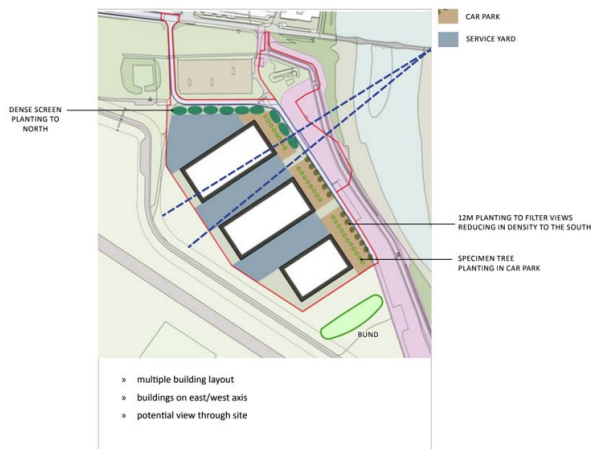 CAR PARK
SERVICE YARD
DENSE SCREEN
PLANTING TO
NORTH
12M PLANTING TO FILTER VIEWS
REDUCING IN DENSITY TO THE SOUTH
SPECIMEN TREE
PLANTING IN CAR PARK
BUND
» multiple building layout
» buildings on east/west axis
» potential view through site